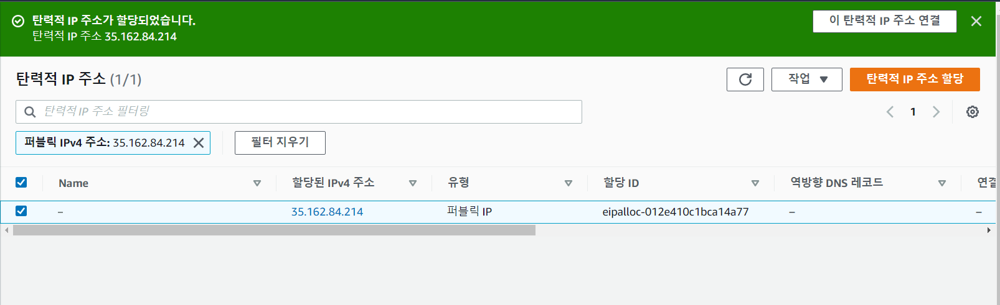 탄력적 IP 주소가 할당되었습니다.
탄력적 IP 주소 35.162.84.214
이 탄력적 IP 주소 연결
탄력적 IP 주소 (1/1)
작업
탄력적 IP 주소 할당
탄력적 IP 주소 필터링
1
퍼블릭 IPv4 주소: 35.162.84.214
필터 지우기
Name 할당된 IPv4 주소 유형 할당 ID 역방향 DNS 레코드 연결
– 35.162.84.214 퍼블릭 IP eipalloc-012e410c1bca14a77 – –